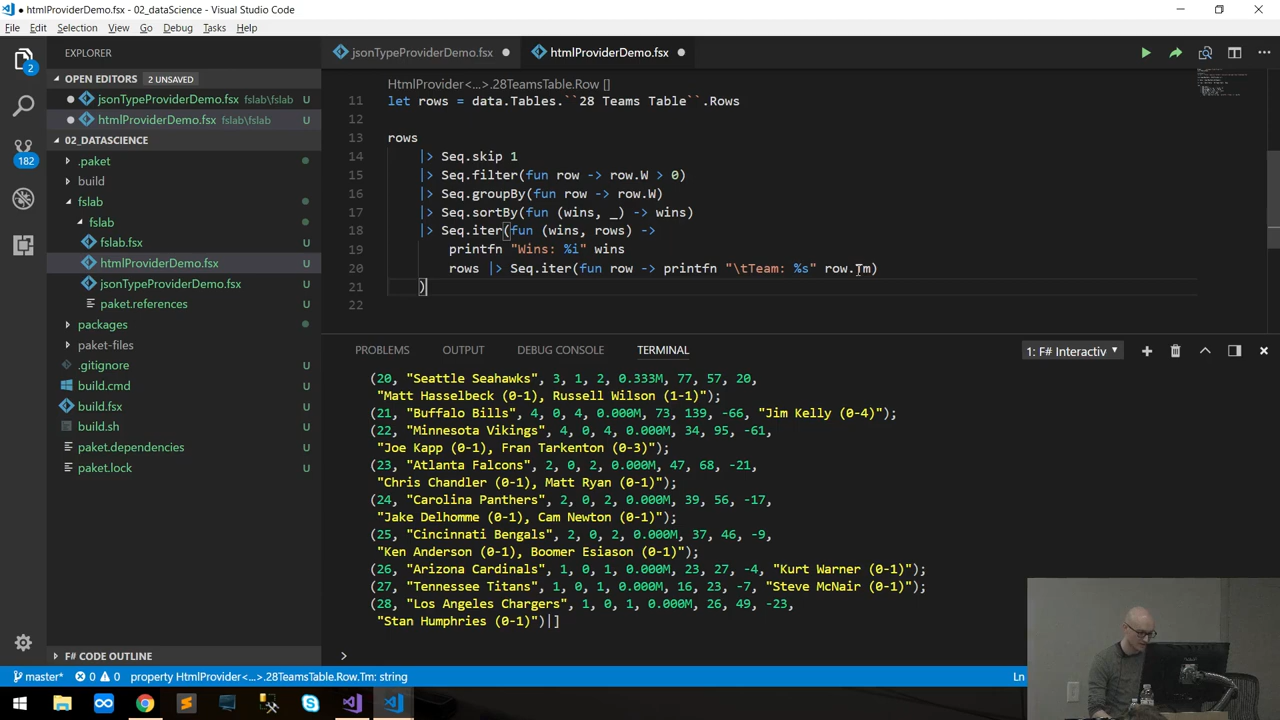 htmlProviderDemo.fsx - 02_dataScience - Visual Studio Code
File Edit Selection View Go Debug Tasks Help
EXPLORER
OPEN EDITORS 2 UNSAVED
jsonTypeProviderDemo.fsx fslab\fslab
htmlProviderDemo.fsx fslab\fslab
02_DATASCIENCE
.paket
build
fslab
fslab
fslab.fsx U
htmlProviderDemo.fsx U
jsonTypeProviderDemo.fsx U
paket.references U
packages
paket-files
.gitignore U
build.cmd U
build.fsx U
build.sh U
paket.dependencies U
paket.lock U
F# CODE OUTLINE
2
182
jsonTypeProviderDemo.fsx
htmlProviderDemo.fsx
HtmlProvider<...>.28TeamsTable.Row []
11 let rows = data.Tables.``28 Teams Table``.Rows
12
13 rows
14 |> Seq.skip 1
15 |> Seq.filter(fun row -> row.W > 0)
16 |> Seq.groupBy(fun row -> row.W)
17 |> Seq.sortBy(fun (wins, _) -> wins)
18 |> Seq.iter(fun (wins, rows) ->
19 printfn "Wins: %i" wins
20 rows |> Seq.iter(fun row -> printfn "\tTeam: %s" row.Tm)
21 )
22
PROBLEMS OUTPUT DEBUG CONSOLE TERMINAL 1: F# Interactiv
(20, "Seattle Seahawks", 3, 1, 2, 0.333M, 77, 57, 20,
"Matt Hasselbeck (0-1), Russell Wilson (1-1)");
(21, "Buffalo Bills", 4, 0, 4, 0.000M, 73, 139, -66, "Jim Kelly (0-4)");
(22, "Minnesota Vikings", 4, 0, 4, 0.000M, 34, 95, -61,
"Joe Kapp (0-1), Fran Tarkenton (0-3)");
(23, "Atlanta Falcons", 2, 0, 2, 0.000M, 47, 68, -21,
"Chris Chandler (0-1), Matt Ryan (0-1)");
(24, "Carolina Panthers", 2, 0, 2, 0.000M, 39, 56, -17,
"Jake Delhomme (0-1), Cam Newton (0-1)");
(25, "Cincinnati Bengals", 2, 0, 2, 0.000M, 37, 46, -9,
"Ken Anderson (0-1), Boomer Esiason (0-1)");
(26, "Arizona Cardinals", 1, 0, 1, 0.000M, 23, 27, -4, "Kurt Warner (0-1)");
(27, "Tennessee Titans", 1, 0, 1, 0.000M, 16, 23, -7, "Steve McNair (0-1)");
(28, "Los Angeles Chargers", 1, 0, 1, 0.000M, 26, 49, -23,
"Stan Humphries (0-1)")|]
>
master* 0 0 property HtmlProvider<...>.28TeamsTable.Row.Tm: string Ln